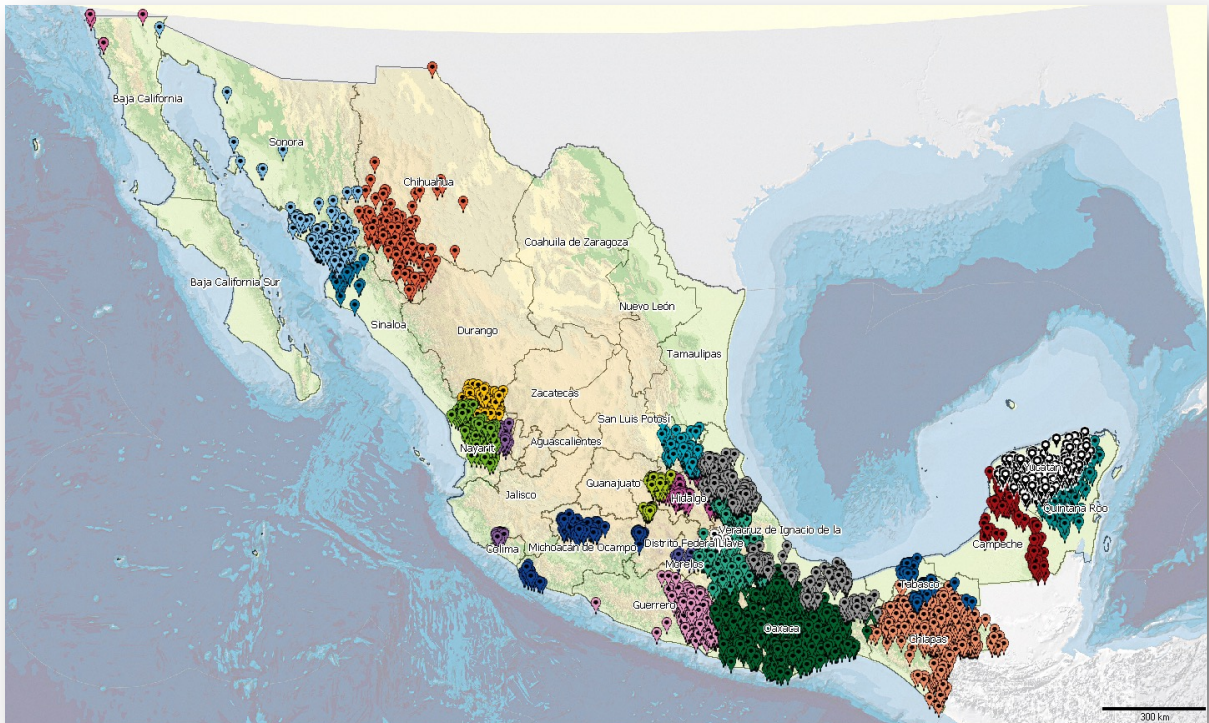 Baja California
Sonora
Chihuahua
Coahuila de Zaragoza
Baja California Sur
Nuevo León
Sinaloa
Durango
Tamaulipas
Zacatecas
San Luis Potosí
Aguascalientes
Nayarit
Yucatán
Guanajuato
Jalisco
Hidalgo
Quintana Roo
Veracruz de Ignacio de la
Llave
Colima
Michoacán de Ocampo
Distrito Federal
Campeche
Morelos
Tabasco
Guerrero
Oaxaca
Chiapas
300 km